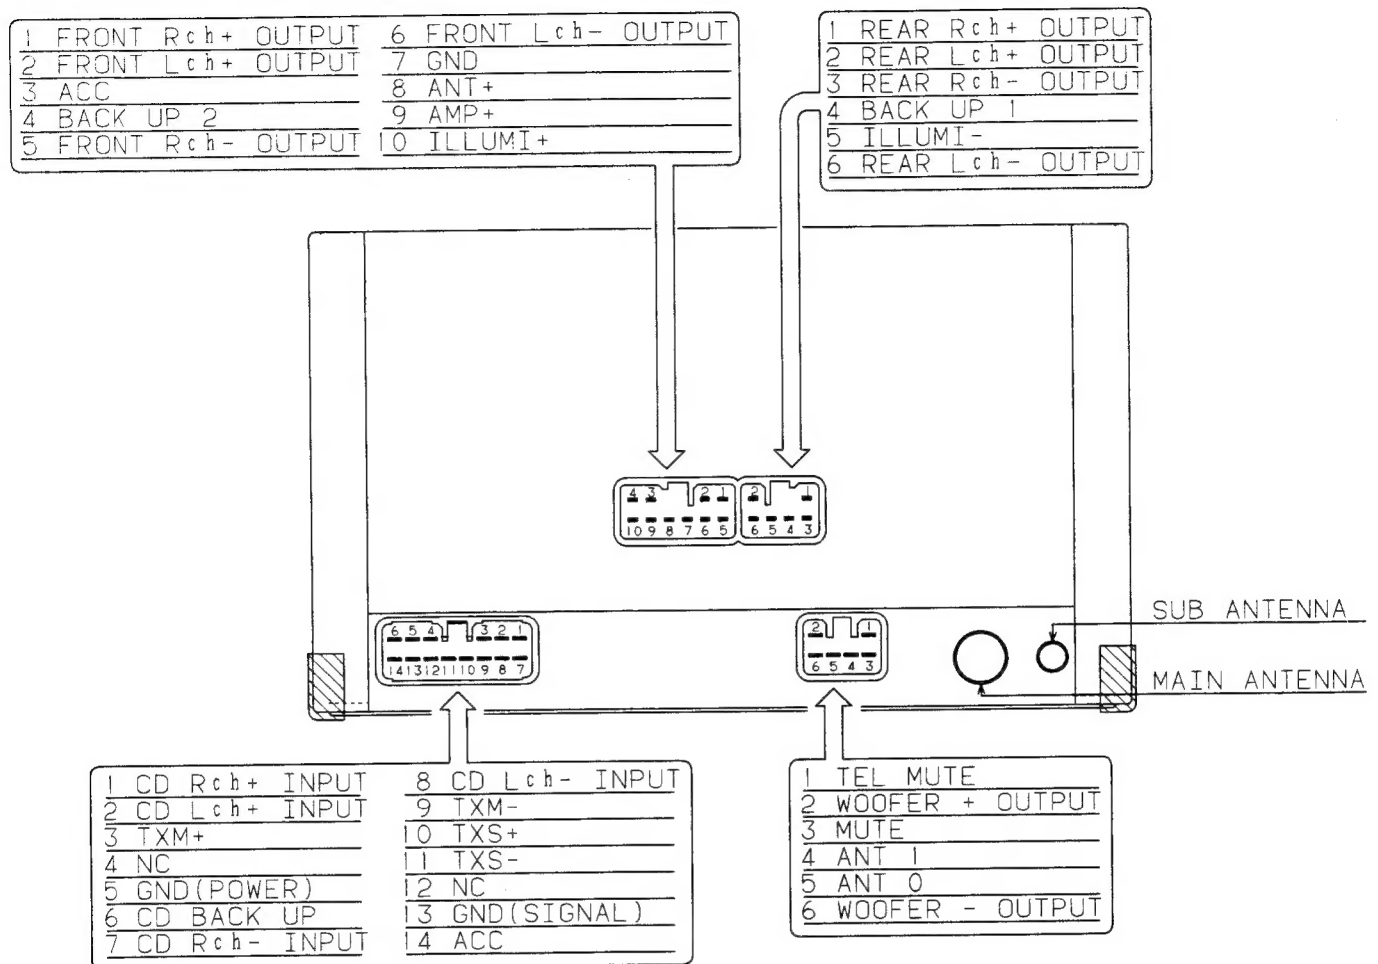 1 FRONT Rch+ OUTPUT
2 FRONT Lch+ OUTPUT
3 ACC
4 BACK UP 2
5 FRONT Rch- OUTPUT
6 FRONT Lch- OUTPUT
7 GND
8 ANT+
9 AMP+
10 ILLUMI+
1 REAR Rch+ OUTPUT
2 REAR Lch+ OUTPUT
3 REAR Rch- OUTPUT
4 BACK UP 1
5 ILLUMI-
6 REAR Lch- OUTPUT
4 3 2 1
10 9 8 7 6 5
2 1
6 5 4 3
SUB ANTENNA
MAIN ANTENNA
6 5 4 3 2 1
14 13 12 11 10 9 8 7
2 1
6 5 4 3
1 CD Rch+ INPUT
2 CD Lch+ INPUT
3 TXM+
4 NC
5 GND(POWER)
6 CD BACK UP
7 CD Rch- INPUT
8 CD Lch- INPUT
9 TXM-
10 TXS+
11 TXS-
12 NC
13 GND(SIGNAL)
14 ACC
1 TEL MUTE
2 WOOFER + OUTPUT
3 MUTE
4 ANT 1
5 ANT 0
6 WOOFER - OUTPUT